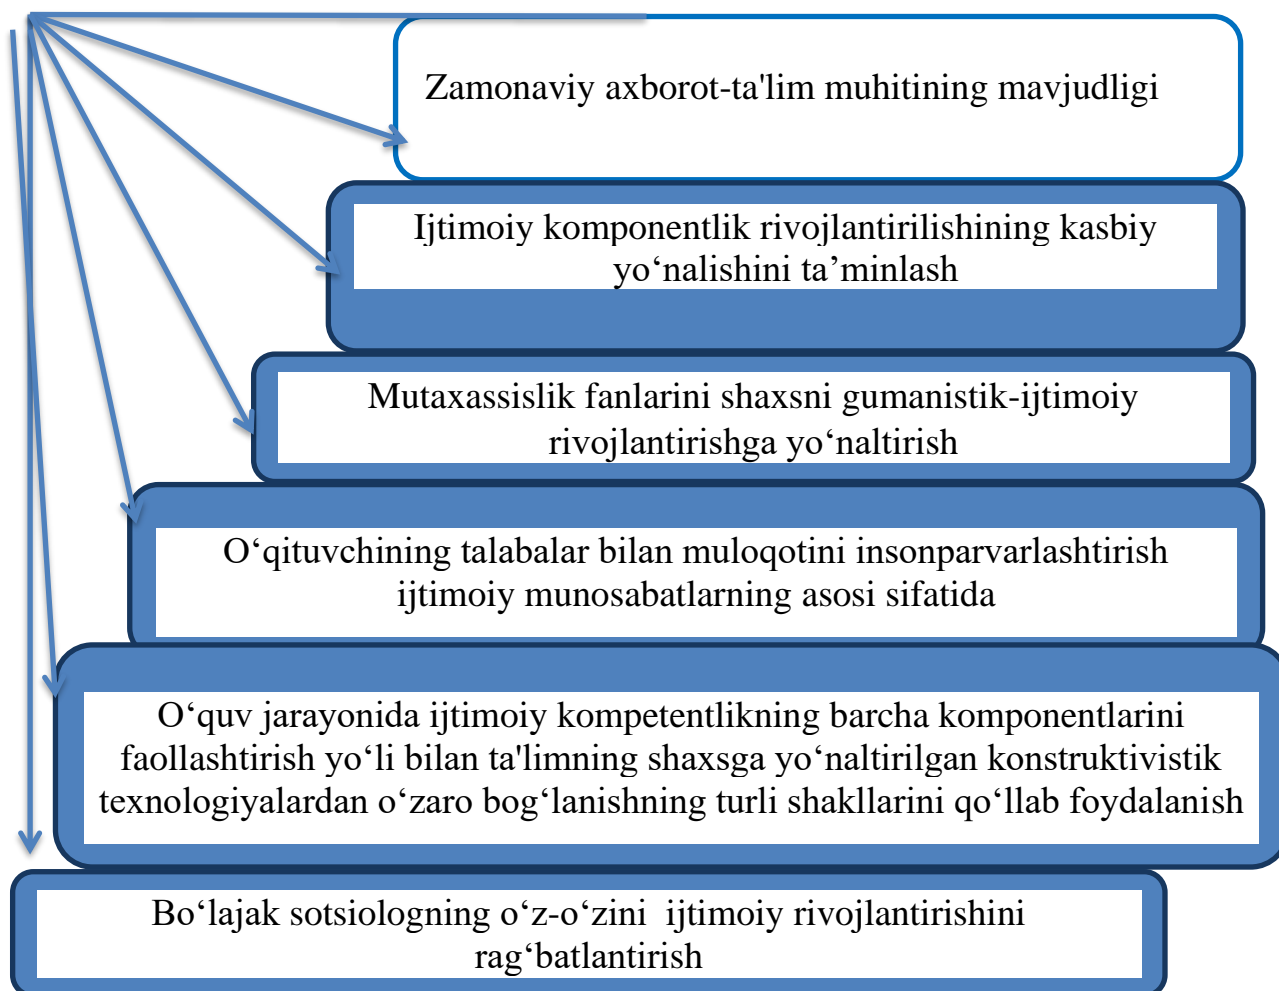 Zamonaviy axborot-ta'lim muhitining mavjudligi
Ijtimoiy komponentlik rivojlantirilishining kasbiy
yo‘nalishini ta’minlash
Mutaxassislik fanlarini shaxsni gumanistik-ijtimoiy
rivojlantirishga yo‘naltirish
O‘qituvchining talabalar bilan muloqotini insonparvarlashtirish
ijtimoiy munosabatlarning asosi sifatida
O‘quv jarayonida ijtimoiy kompetentlikning barcha komponentlarini
faollashtirish yo‘li bilan ta'limning shaxsga yo‘naltirilgan konstruktivistik
texnologiyalardan o‘zaro bog‘lanishning turli shakllarini qo‘llab foydalanish
Bo‘lajak sotsiologning o‘z-o‘zini  ijtimoiy rivojlantirishini
rag‘batlantirish